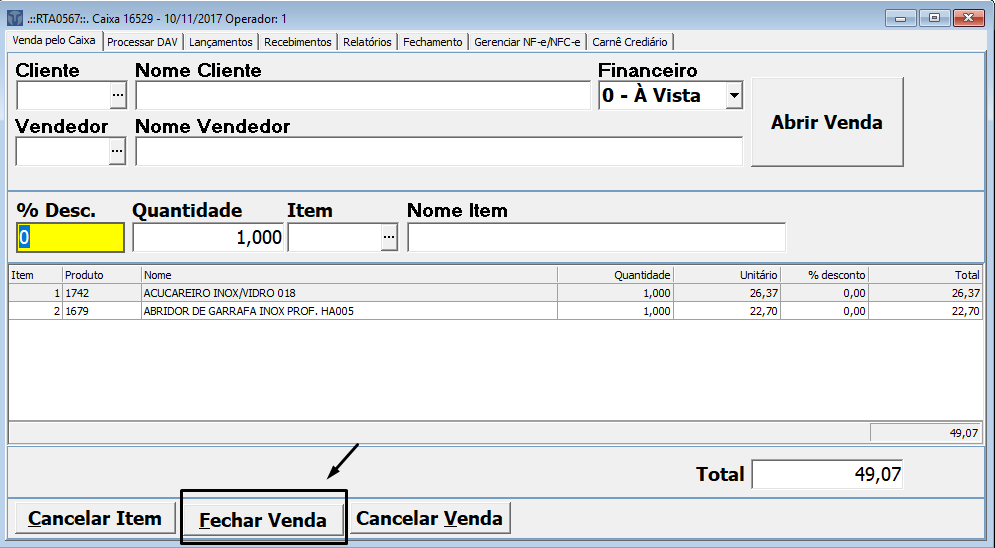 .::RTA0567::. Caixa 16529 - 10/11/2017 Operador: 1
Venda pelo Caixa Processar DAV Lançamentos Recebimentos Relatórios Fechamento Gerenciar NF-e/NFC-e Carnê Crediário
Cliente Nome Cliente Financeiro
... 0 - À Vista
Abrir Venda
Vendedor Nome Vendedor
...
% Desc. Quantidade Item Nome Item
0 1,000 ...
Item Produto Nome Quantidade Unitário % desconto Total
1 1742 ACUCAREIRO INOX/VIDRO 018 1,000 26,37 0,00 26,37
2 1679 ABRIDOR DE GARRAFA INOX PROF. HA005 1,000 22,70 0,00 22,70
49,07
Total 49,07
Cancelar Item Fechar Venda Cancelar Venda